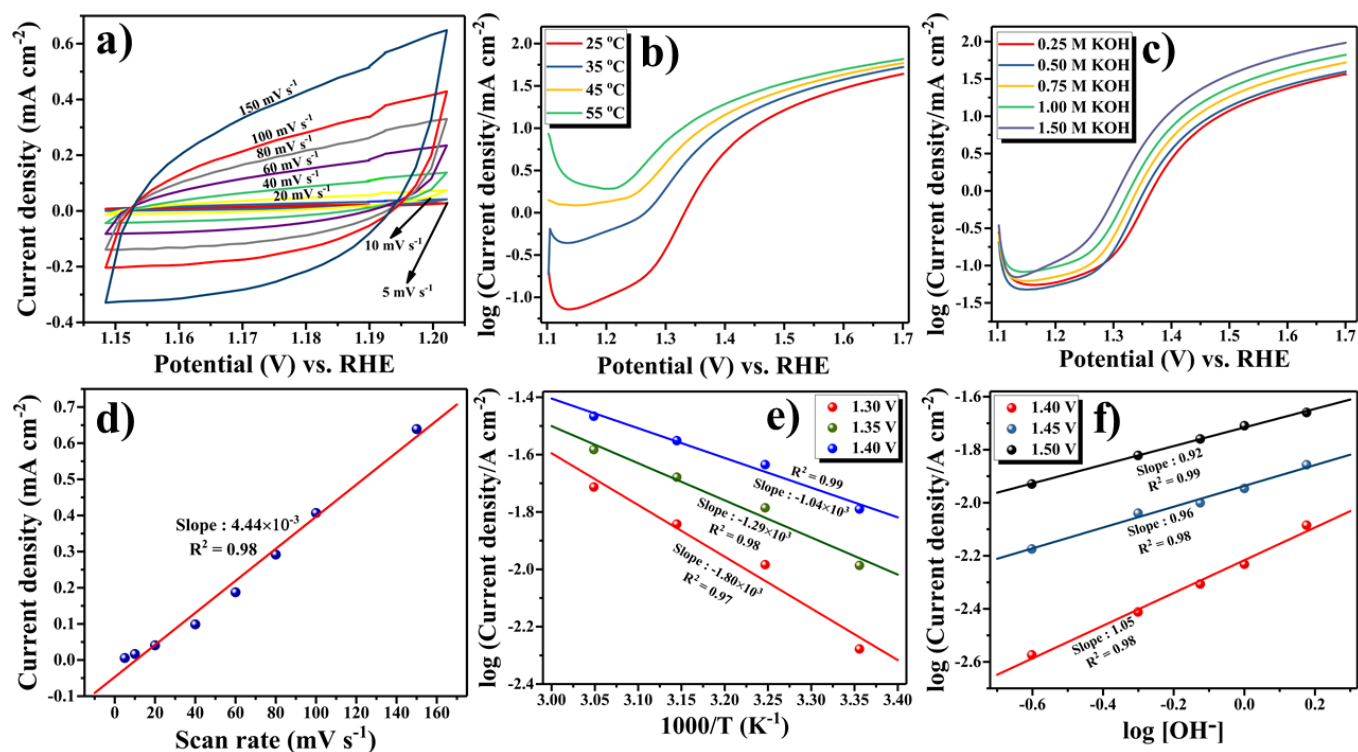 a)
Current density (mA cm⁻²)
0.6
0.4
0.2
0.0
-0.2
-0.4
150 mV s⁻¹
100 mV s⁻¹
80 mV s⁻¹
60 mV s⁻¹
40 mV s⁻¹
20 mV s⁻¹
10 mV s⁻¹
5 mV s⁻¹
1.15 1.16 1.17 1.18 1.19 1.20
Potential (V) vs. RHE
b)
log (Current density/mA cm⁻²)
2.0
1.5
1.0
0.5
0.0
-0.5
-1.0
25 °C
35 °C
45 °C
55 °C
1.1 1.2 1.3 1.4 1.5 1.6 1.7
Potential (V) vs. RHE
c)
log (Current density/mA cm⁻²)
2.0
1.5
1.0
0.5
0.0
-0.5
-1.0
-1.5
0.25 M KOH
0.50 M KOH
0.75 M KOH
1.00 M KOH
1.50 M KOH
1.1 1.2 1.3 1.4 1.5 1.6 1.7
Potential (V) vs. RHE
d)
Current density (mA cm⁻²)
0.7
0.6
0.5
0.4
0.3
0.2
0.1
0.0
-0.1
Slope : 4.44×10⁻³
R² = 0.98
0 20 40 60 80 100 120 140 160
Scan rate (mV s⁻¹)
e)
log (Current density/A cm⁻²)
-1.4
-1.6
-1.8
-2.0
-2.2
-2.4
1.30 V
1.35 V
1.40 V
R² = 0.99
Slope : -1.04×10³
Slope : -1.29×10³
R² = 0.98
Slope : -1.80×10³
R² = 0.97
3.00 3.05 3.10 3.15 3.20 3.25 3.30 3.35 3.40
1000/T (K⁻¹)
f)
log (Current density/A cm⁻²)
-1.6
-1.8
-2.0
-2.2
-2.4
-2.6
1.40 V
1.45 V
1.50 V
Slope : 0.92
R² = 0.99
Slope : 0.96
R² = 0.98
Slope : 1.05
R² = 0.98
-0.6 -0.4 -0.2 0.0 0.2
log [OH⁻]